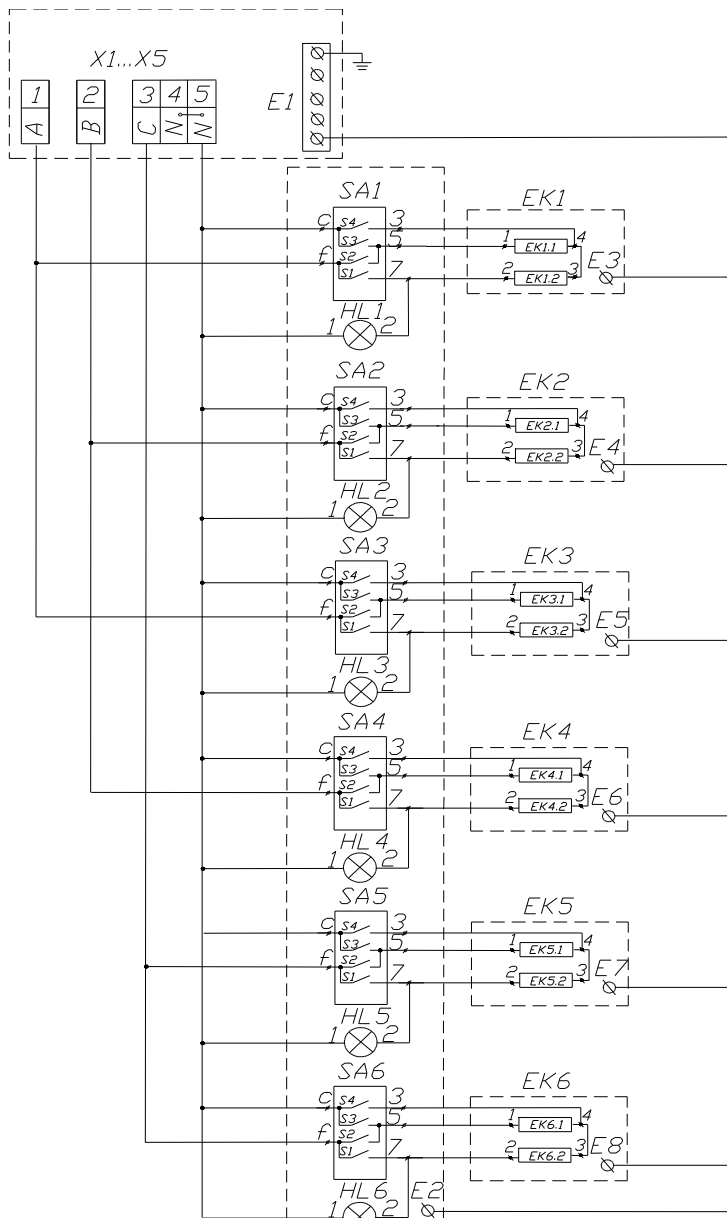 X1...X5
1 2 3 4 5
A B C N N
E1
SA1
EK1
C S4 3
S3 5 1 EK1.1 4
f S2
S1 7 2 EK1.2 3 E3
HL1
1 2
SA2
EK2
C S4 3
S3 5 1 EK2.1 4
f S2
S1 7 2 EK2.2 3 E4
HL2
1 2
SA3
EK3
C S4 3
S3 5 1 EK3.1 4
f S2
S1 7 2 EK3.2 3 E5
HL3
1 2
SA4
EK4
C S4 3
S3 5 1 EK4.1 4
f S2
S1 7 2 EK4.2 3 E6
HL4
1 2
SA5
EK5
C S4 3
S3 5 1 EK5.1 4
f S2
S1 7 2 EK5.2 3 E7
HL5
1 2
SA6
EK6
C S4 3
S3 5 1 EK6.1 4
f S2
S1 7 2 EK6.2 3 E8
HL6 E2
1 2